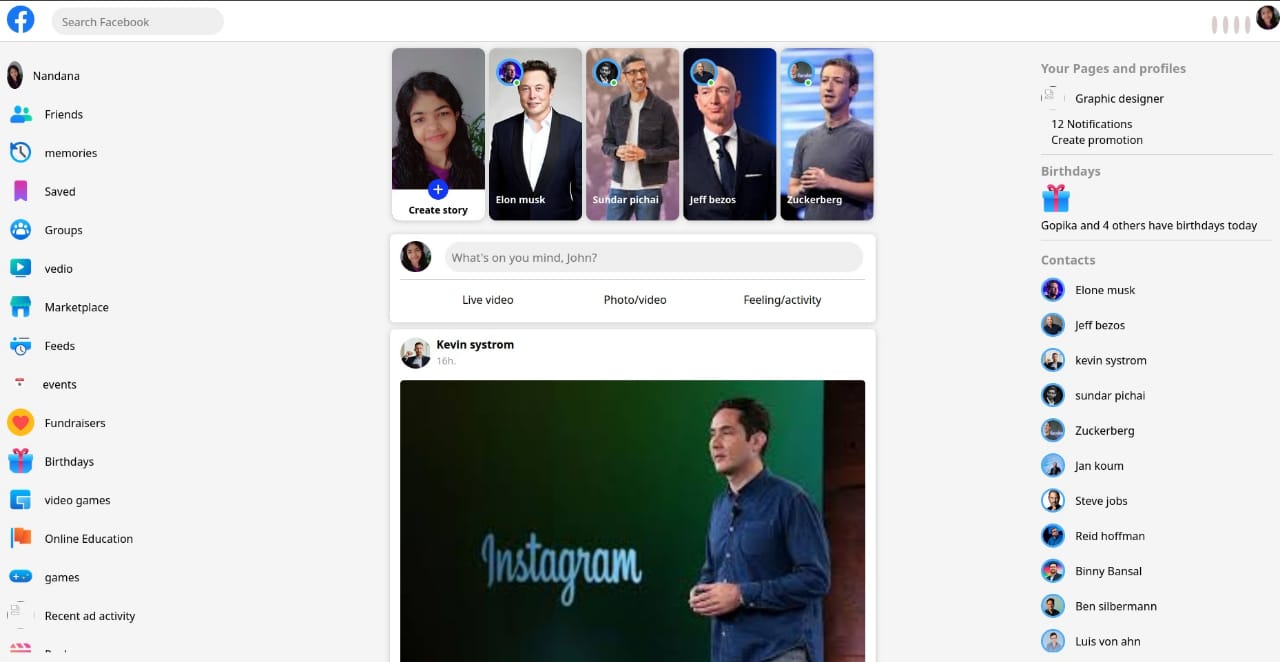 Search Facebook
Nandana
Friends
memories
Saved
Groups
vedio
Marketplace
Feeds
events
Fundraisers
Birthdays
video games
Online Education
games
Recent ad activity
Create story
Elon musk
Sundar pichai
Jeff bezos
Zuckerberg
What's on you mind, John?
Live video
Photo/video
Feeling/activity
Kevin systrom
16h.
Instagram
Your Pages and profiles
Graphic designer
12 Notifications
Create promotion
Birthdays
Gopika and 4 others have birthdays today
Contacts
Elone musk
Jeff bezos
kevin systrom
sundar pichai
Zuckerberg
Jan koum
Steve jobs
Reid hoffman
Binny Bansal
Ben silbermann
Luis von ahn